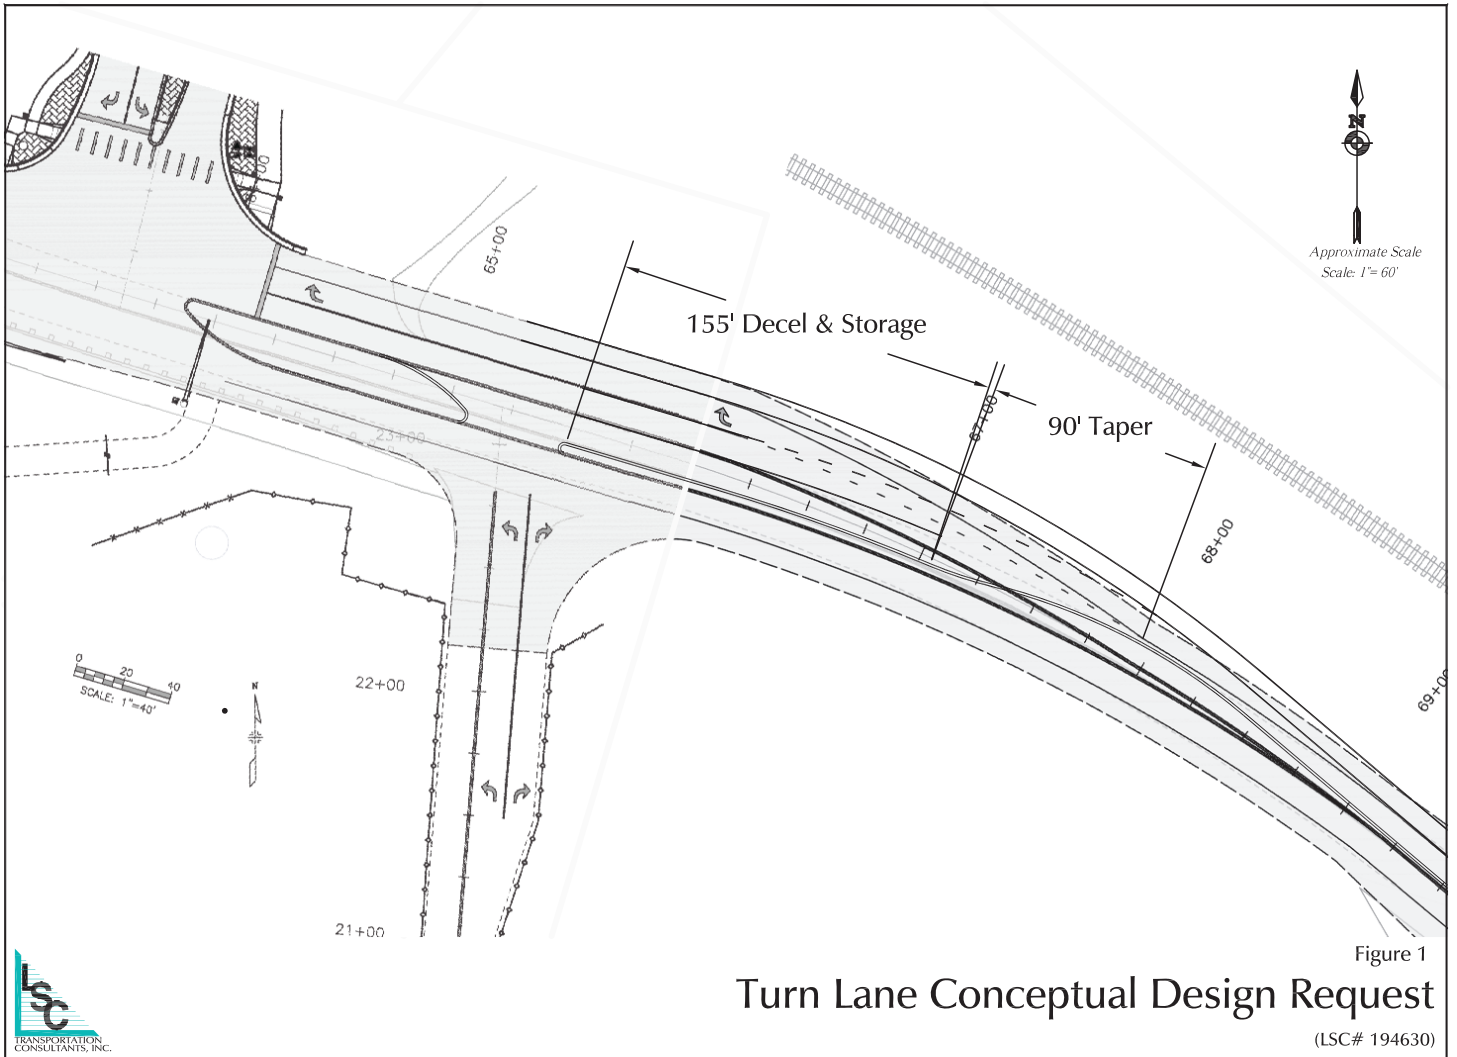 N
Approximate Scale
Scale: 1"= 60'
65+00
155' Decel & Storage
67+00
90' Taper
23+00
68+00
69+00
0 20 40
SCALE: 1"=40'
N
22+00
21+00
Figure 1
Turn Lane Conceptual Design Request
(LSC# 194630)
LSC
TRANSPORTATION
CONSULTANTS, INC.